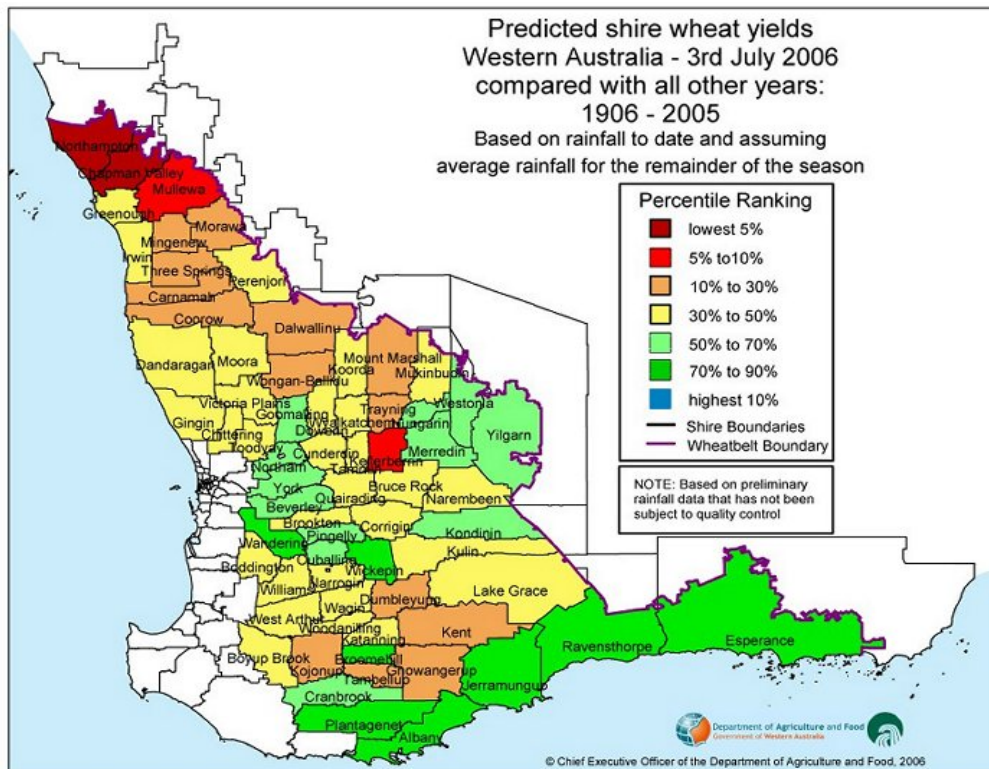 Predicted shire wheat yields
Western Australia - 3rd July 2006
compared with all other years:
1906 - 2005
Based on rainfall to date and assuming
average rainfall for the remainder of the season
Percentile Ranking
lowest 5%
5% to10%
10% to 30%
30% to 50%
50% to 70%
70% to 90%
highest 10%
Shire Boundaries
Wheatbelt Boundary
NOTE: Based on preliminary
rainfall data that has not been
subject to quality control
Northampton
Chapman Valley
Mullewa
Greenough
Morawa
Mingenew
Irwin
Three Springs
Perenjori
Carnamah
Coorow
Dalwallinu
Dandaragan
Moora
Mount Marshall
Koorda
Mukinbudin
Wongan-Ballidu
Victoria Plains
Goomalling
Trayning
Westonia
Gingin
Dowerin
Wyalkatchem
Nungarin
Yilgarn
Chittering
Toodyay
Cunderdin
Kellerberrin
Merredin
Northam
Tammin
York
Bruce Rock
Quairading
Narembeen
Beverley
Brookton
Corrigin
Kondinin
Wandering
Pingelly
Cuballing
Kulin
Boddington
Wickepin
Williams
Narrogin
Lake Grace
Dumbleyung
Wagin
West Arthur
Woodanilling
Kent
Katanning
Ravensthorpe
Esperance
Boyup Brook
Broomehill
Kojonup
Gnowangerup
Tambellup
Jerramungup
Cranbrook
Plantagenet
Albany
Department of Agriculture and Food
Government of Western Australia
© Chief Executive Officer of the Department of Agriculture and Food, 2006